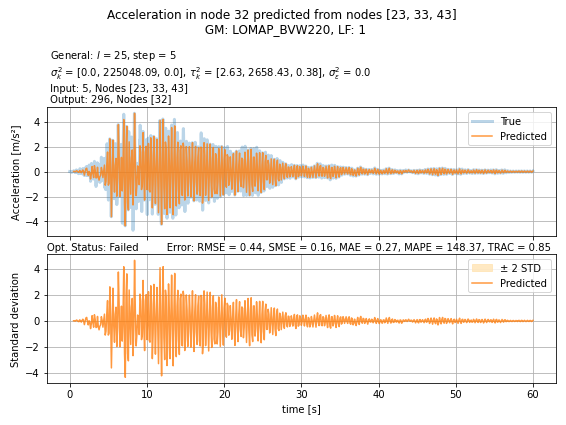 Acceleration in node 32 predicted from nodes [23, 33, 43]
GM: LOMAP_BVW220, LF: 1
General: l = 25, step = 5
σ²ₖ = [0.0, 225048.09, 0.0], τ²ₖ = [2.63, 2658.43, 0.38], σ²ε = 0.0
Input: 5, Nodes [23, 33, 43]
Output: 296, Nodes [32]
Acceleration [m/s²]
4
2
0
−2
−4
True
Predicted
Opt. Status: Failed Error: RMSE = 0.44, SMSE = 0.16, MAE = 0.27, MAPE = 148.37, TRAC = 0.85
Standard deviation
4
2
0
−2
−4
± 2 STD
Predicted
0 10 20 30 40 50 60
time [s]